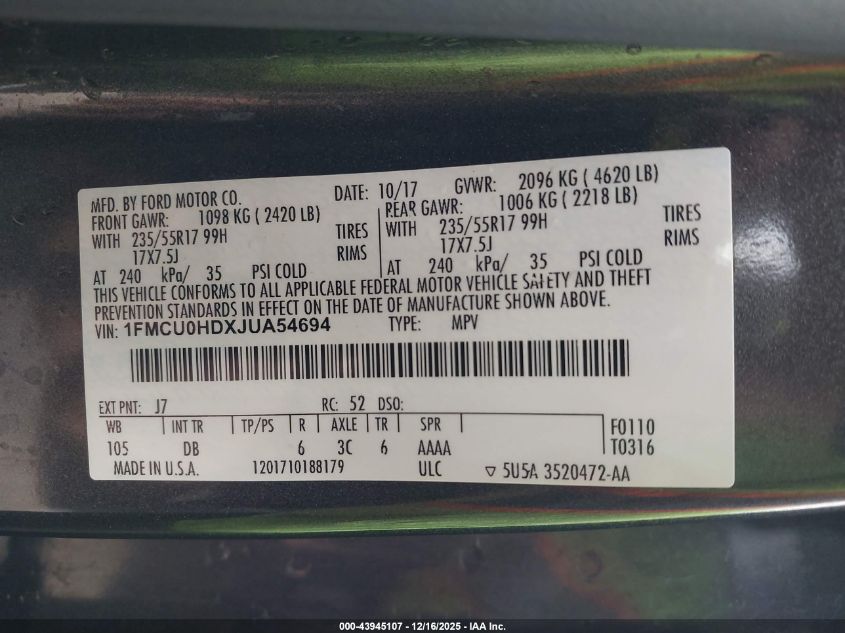 MFD. BY FORD MOTOR CO. DATE: 10/17 GVWR: 2096 KG ( 4620 LB)
FRONT GAWR: 1098 KG ( 2420 LB) REAR GAWR: 1006 KG ( 2218 LB)
WITH 235/55R17 99H TIRES WITH 235/55R17 99H TIRES
17X7.5J RIMS 17X7.5J RIMS
AT 240 kPa/ 35 PSI COLD AT 240 kPa/ 35 PSI COLD
THIS VEHICLE CONFORMS TO ALL APPLICABLE FEDERAL MOTOR VEHICLE SAFETY AND THEFT
PREVENTION STANDARDS IN EFFECT ON THE DATE OF MANUFACTURE SHOWN ABOVE.
VIN: 1FMCU0HDXJUA54694 TYPE: MPV
EXT PNT: J7 RC: 52 DSO:
WB INT TR TP/PS R AXLE TR SPR F0110
105 DB 6 3C 6 AAAA T0316
MADE IN U.S.A. 1201710188179 ULC ▽ 5U5A 3520472-AA
000-43945107 - 12/16/2025 - IAA Inc.